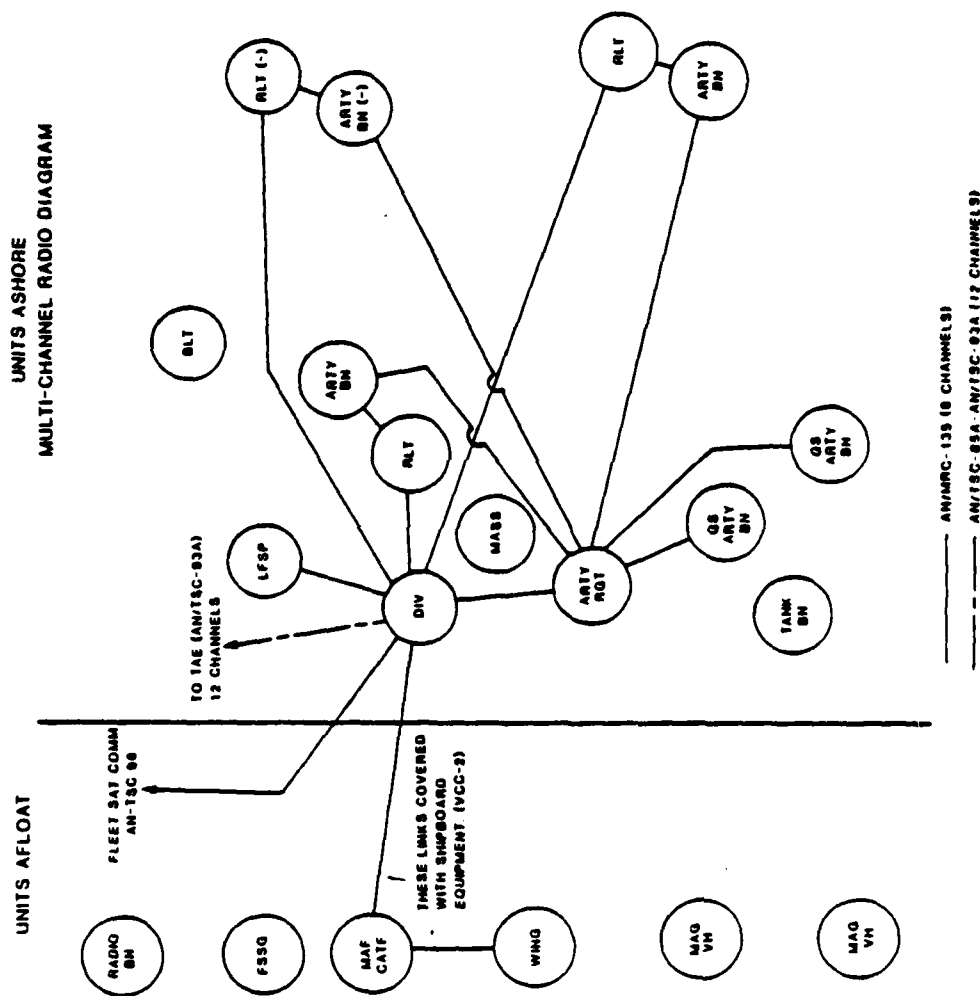 UNITS ASHORE
MULTI-CHANNEL RADIO DIAGRAM
UNITS AFLOAT
RADIO
BN
FSSG
MAF
CATF
WING
MAG
VH
MAG
VH
FLEET SAT COMM
AN-TSC 96
THESE LINKS COVERED
WITH SHIPBOARD
EQUIPMENT. (VCC-2)
TO TAE (AN/TSC-93A)
12 CHANNELS
LFSP
DIV
RLT
ARTY
BN
BLT
MASS
ARTY
RGT
TANK
BN
GS
ARTY
BN
GS
ARTY
BN
RLT (-)
ARTY
BN (-)
RLT
ARTY
BN
AN/MRC-135 (8 CHANNELS)
AN/TSC-85A-AN/TSC-93A (12 CHANNELS)